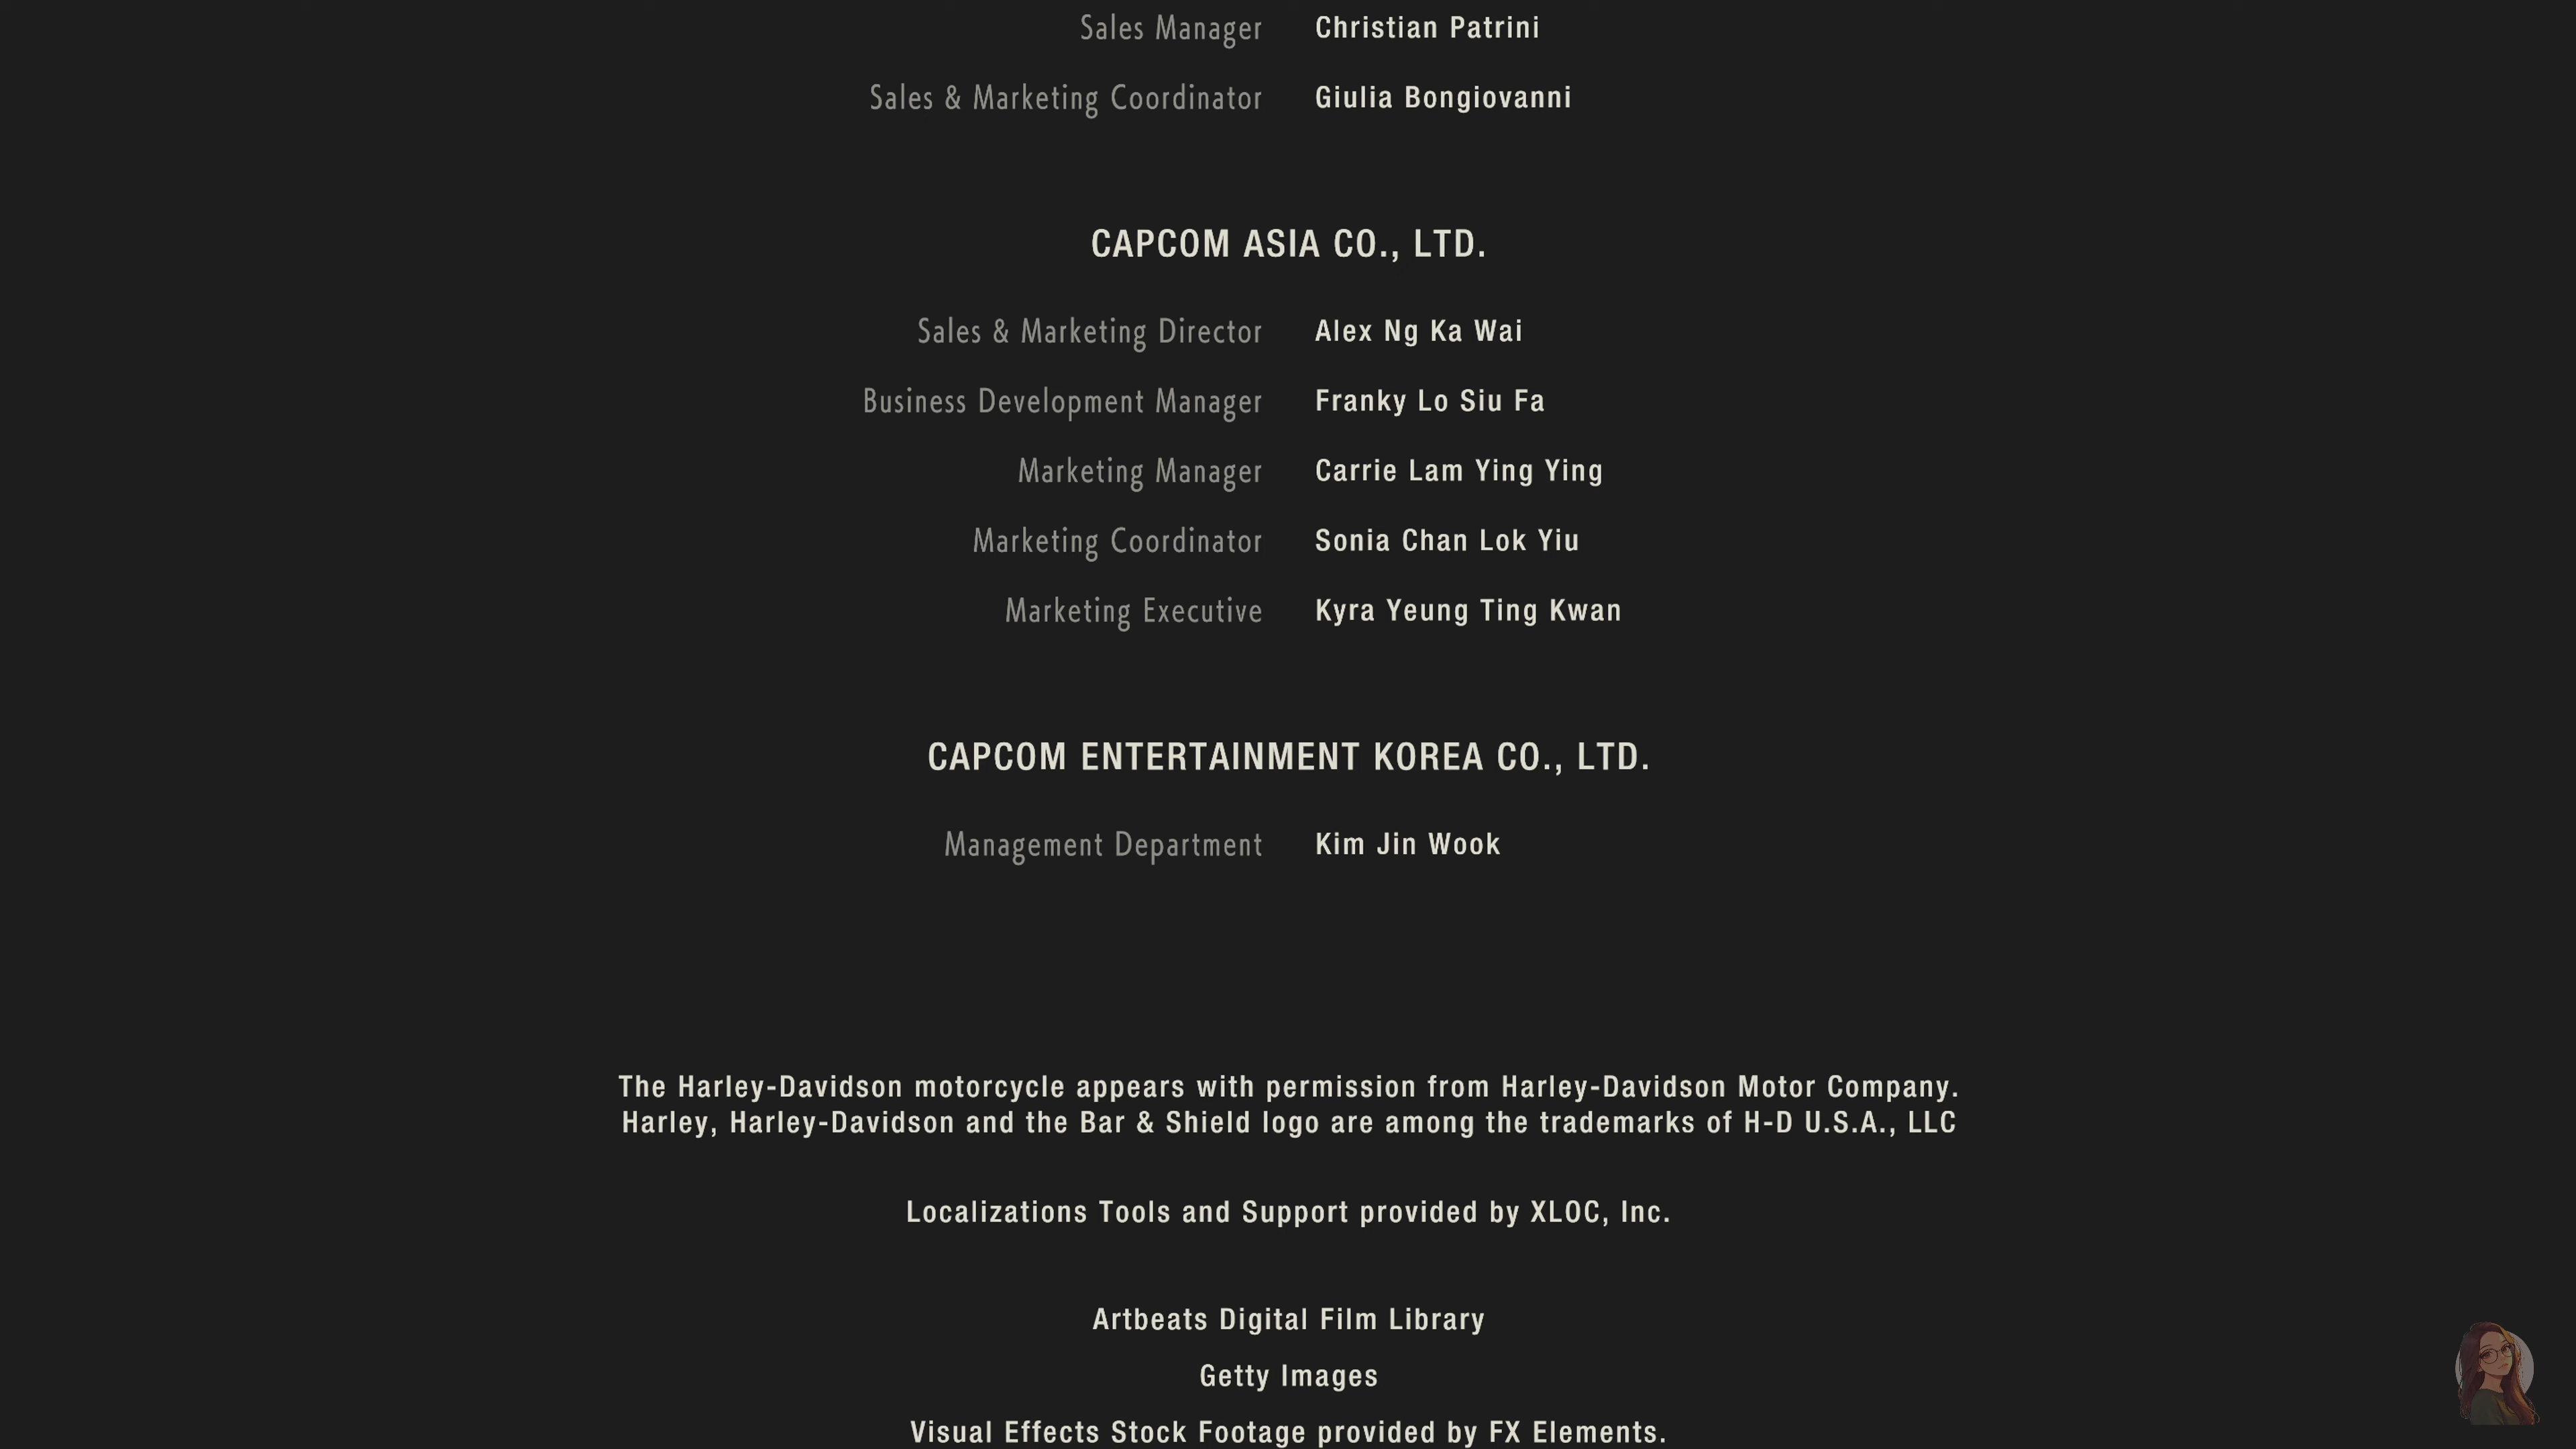 Sales Manager Christian Patrini
Sales & Marketing Coordinator Giulia Bongiovanni
CAPCOM ASIA CO., LTD.
Sales & Marketing Director Alex Ng Ka Wai
Business Development Manager Franky Lo Siu Fa
Marketing Manager Carrie Lam Ying Ying
Marketing Coordinator Sonia Chan Lok Yiu
Marketing Executive Kyra Yeung Ting Kwan
CAPCOM ENTERTAINMENT KOREA CO., LTD.
Management Department Kim Jin Wook
The Harley-Davidson motorcycle appears with permission from Harley-Davidson Motor Company.
Harley, Harley-Davidson and the Bar & Shield logo are among the trademarks of H-D U.S.A., LLC
Localizations Tools and Support provided by XLOC, Inc.
Artbeats Digital Film Library
Getty Images
Visual Effects Stock Footage provided by FX Elements.